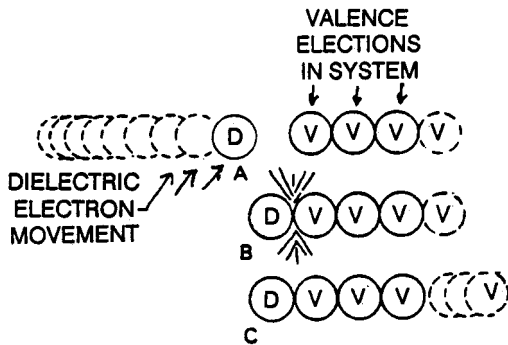 VALENCE
ELECTIONS
IN SYSTEM
D V V V V
A
DIELECTRIC
ELECTRON
MOVEMENT
D V V V V
B
D V V V V
C